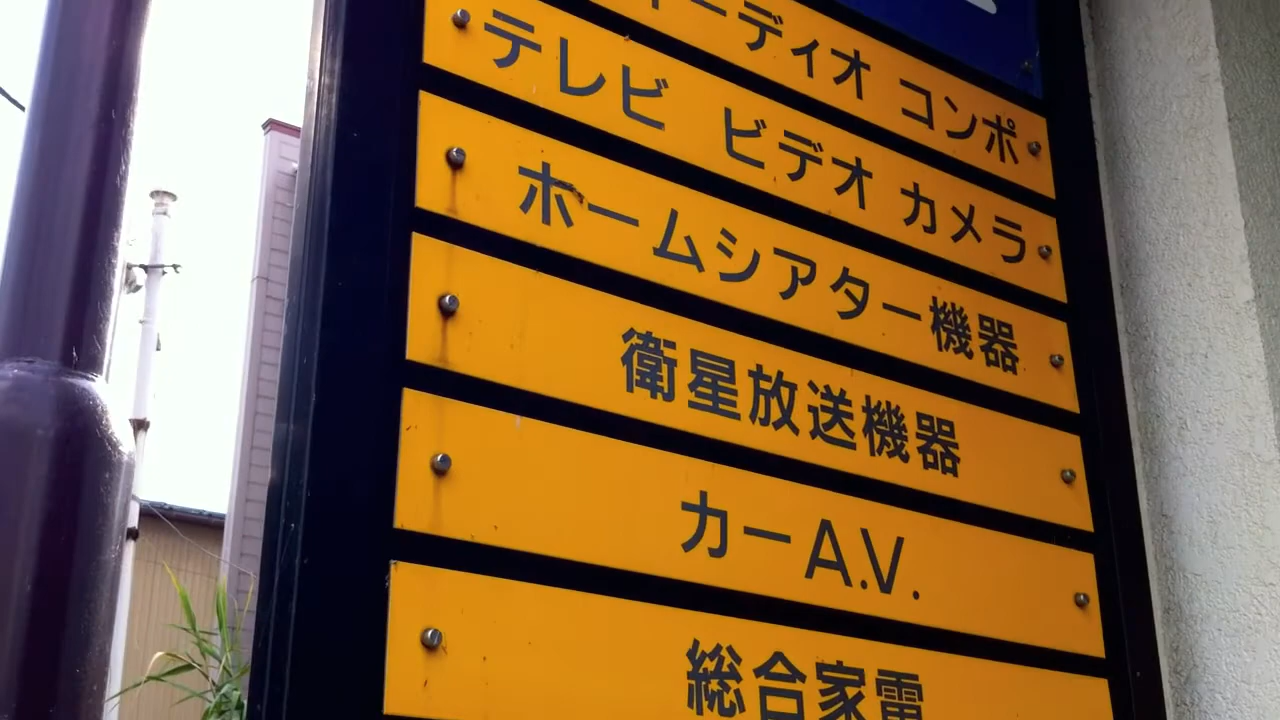 ーディオ コンポ
テレビ ビデオ カメラ
ホームシアター機器
衛星放送機器
カーA.V.
総合家電